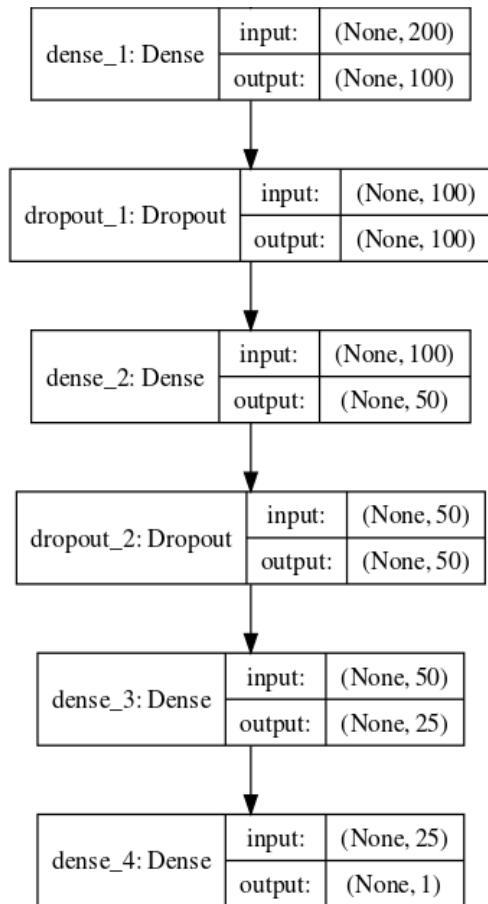 dense_1: Dense
input: (None, 200)
output: (None, 100)
dropout_1: Dropout
input: (None, 100)
output: (None, 100)
dense_2: Dense
input: (None, 100)
output: (None, 50)
dropout_2: Dropout
input: (None, 50)
output: (None, 50)
dense_3: Dense
input: (None, 50)
output: (None, 25)
dense_4: Dense
input: (None, 25)
output: (None, 1)